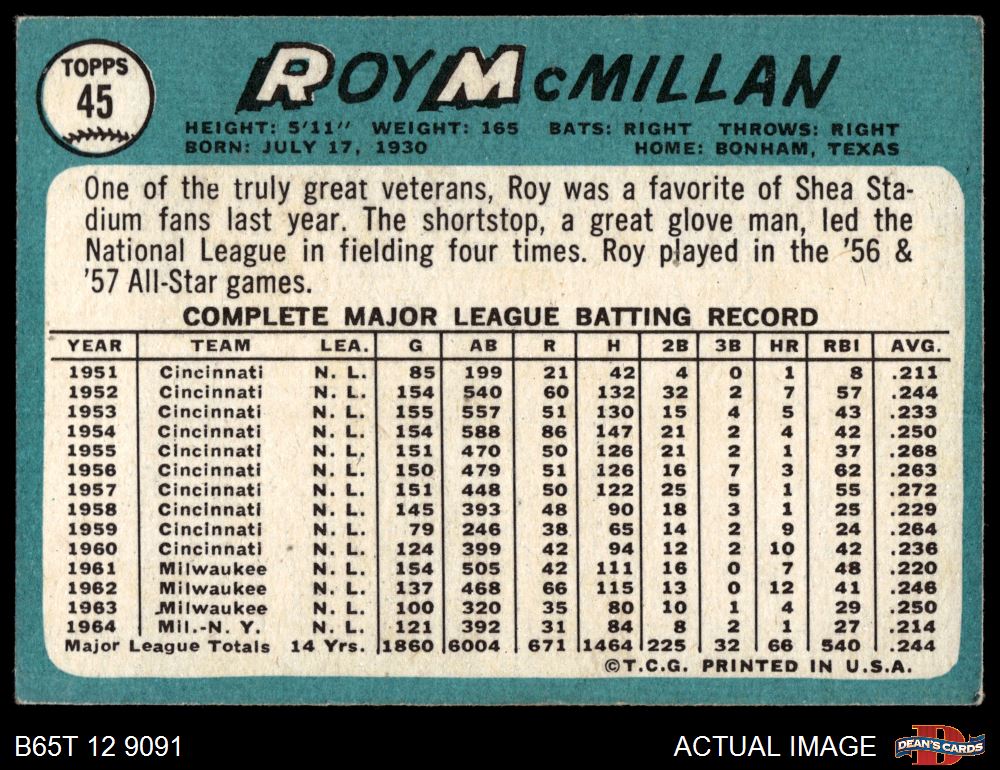 TOPPS
45
ROY McMILLAN
HEIGHT: 5'11" WEIGHT: 165 BATS: RIGHT THROWS: RIGHT
BORN: JULY 17, 1930 HOME: BONHAM, TEXAS
One of the truly great veterans, Roy was a favorite of Shea Sta-
dium fans last year. The shortstop, a great glove man, led the
National League in fielding four times. Roy played in the '56 &
'57 All-Star games.
COMPLETE MAJOR LEAGUE BATTING RECORD
YEAR TEAM LEA. G AB R H 2B 3B HR RBI AVG.
1951 Cincinnati N. L. 85 199 21 42 4 0 1 8 .211
1952 Cincinnati N. L. 154 540 60 132 32 2 7 57 .244
1953 Cincinnati N. L. 155 557 51 130 15 4 5 43 .233
1954 Cincinnati N. L. 154 588 86 147 21 2 4 42 .250
1955 Cincinnati N. L. 151 470 50 126 21 2 1 37 .268
1956 Cincinnati N. L. 150 479 51 126 16 7 3 62 .263
1957 Cincinnati N. L. 151 448 50 122 25 5 1 55 .272
1958 Cincinnati N. L. 145 393 48 90 18 3 1 25 .229
1959 Cincinnati N. L. 79 246 38 65 14 2 9 24 .264
1960 Cincinnati N. L. 124 399 42 94 12 2 10 42 .236
1961 Milwaukee N. L. 154 505 42 111 16 0 7 48 .220
1962 Milwaukee N. L. 137 468 66 115 13 0 12 41 .246
1963 Milwaukee N. L. 100 320 35 80 10 1 4 29 .250
1964 Mil.-N. Y. N. L. 121 392 31 84 8 2 1 27 .214
Major League Totals 14 Yrs. 1860 6004 671 1464 225 32 66 540 .244
©T.C.G. PRINTED IN U.S.A.
B65T 12 9091 ACTUAL IMAGE DEAN'S CARDS